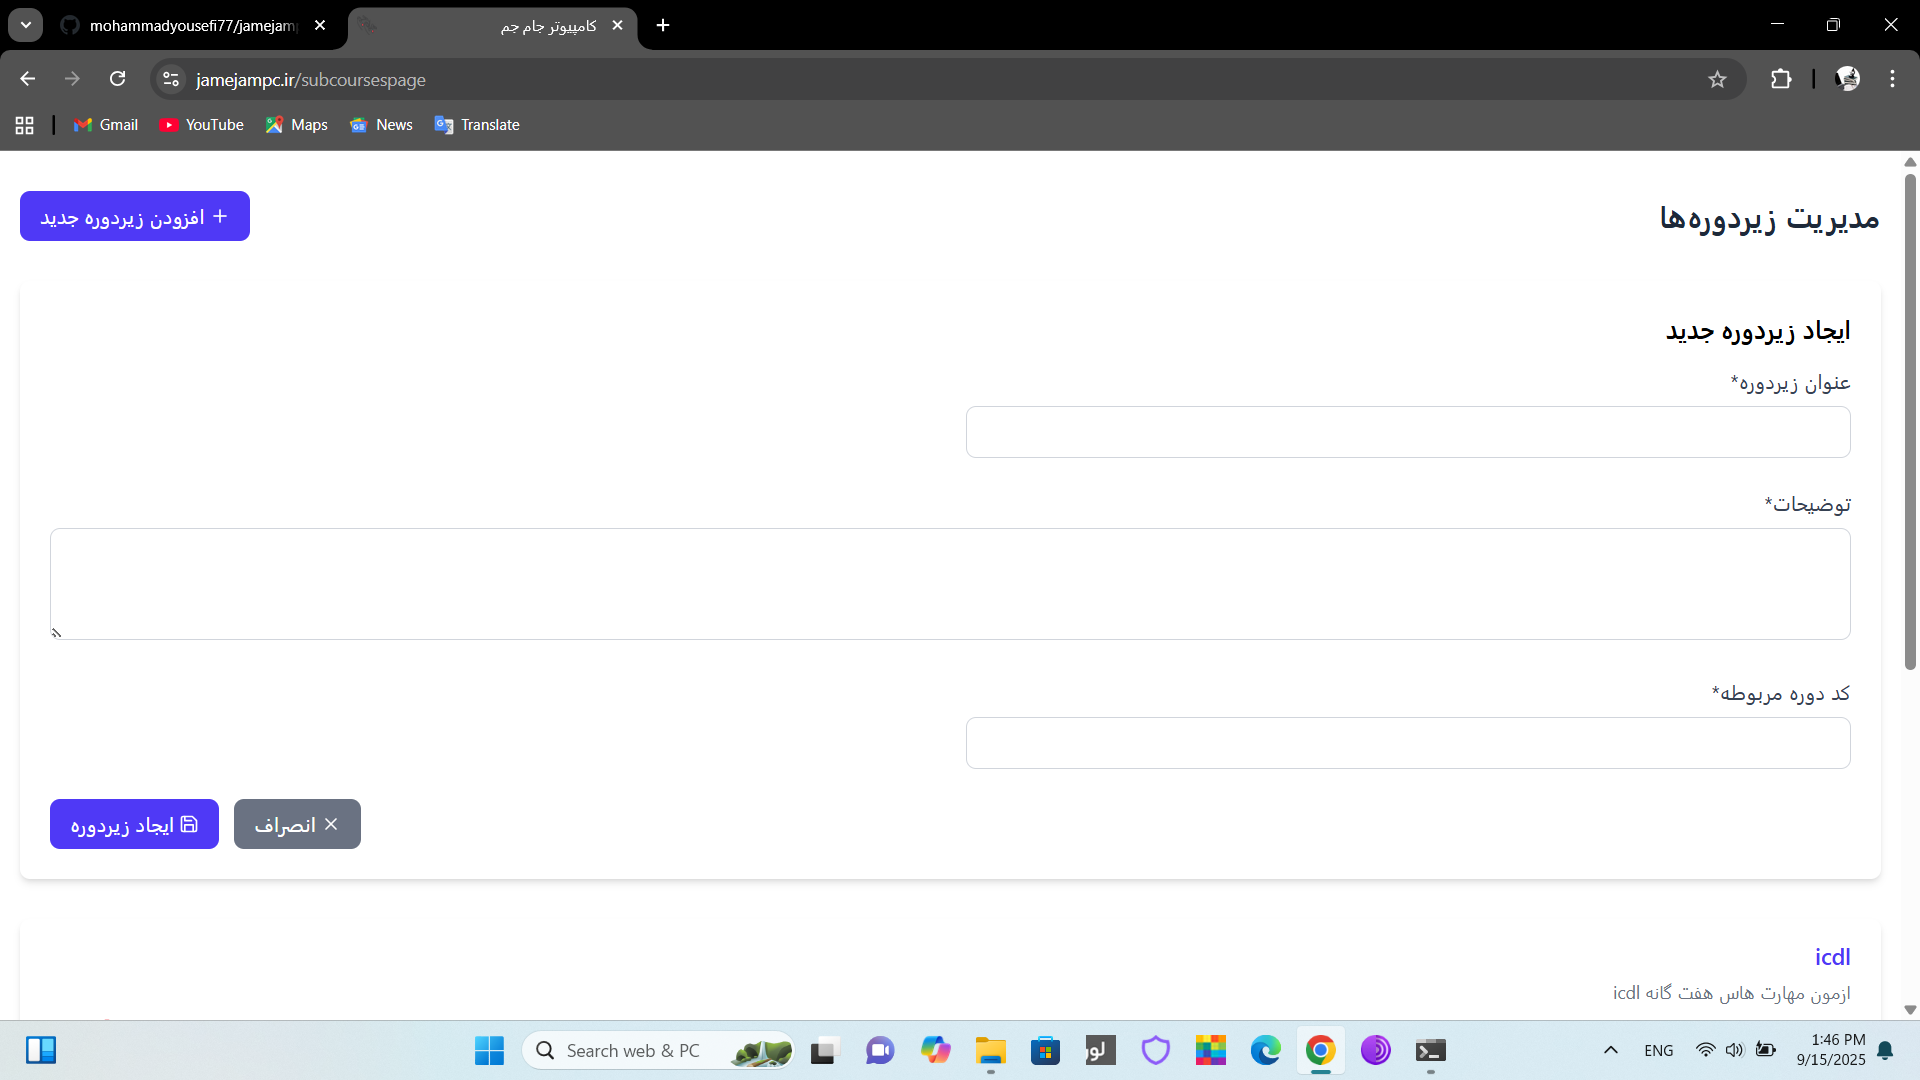 mohammadyousefi77/jamejam
کامپیوتر جام جم
jamejampc.ir/subcoursespage
Gmail
YouTube
Maps
News
Translate
مدیریت زیردوره‌ها
+ افزودن زیردوره جدید
ایجاد زیردوره جدید
عنوان زیردوره*
توضیحات*
کد دوره مربوطه*
× انصراف
ایجاد زیردوره
icdl
ازمون مهارت هاس هفت گانه icdl
Search web & PC
لور
ENG
1:46 PM
9/15/2025